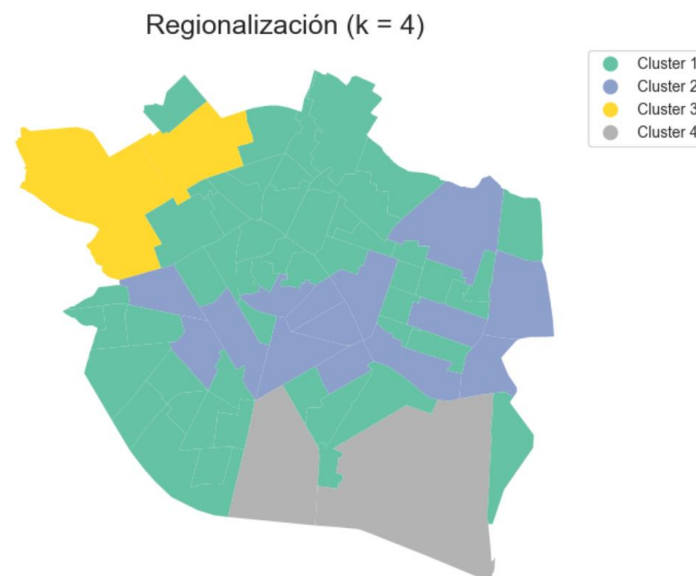 Regionalización (k = 4)
Cluster 1
Cluster 2
Cluster 3
Cluster 4